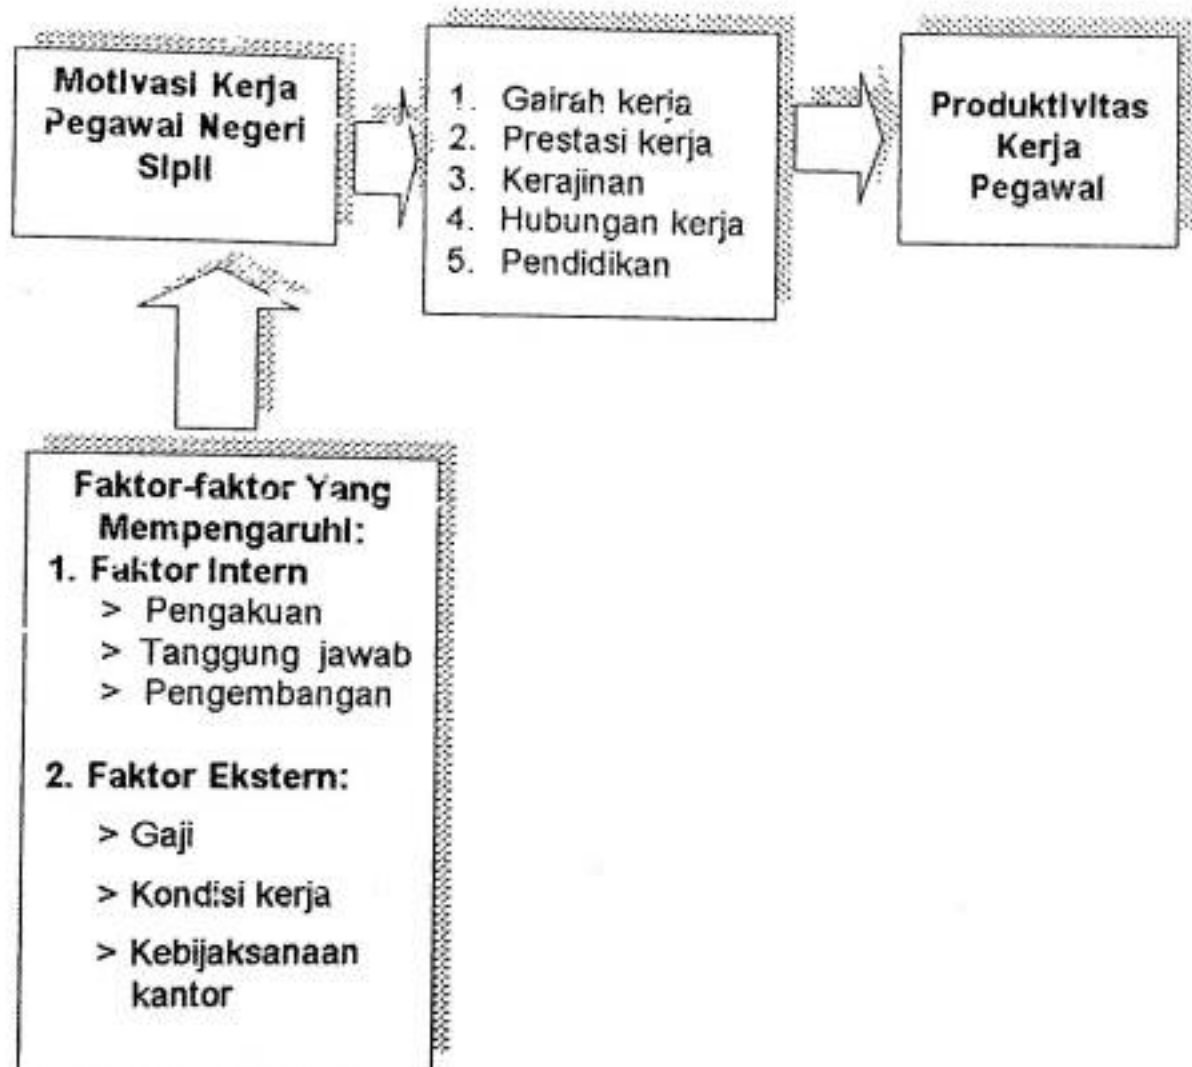 Motivasi Kerja
Pegawai Negeri
Sipil
1. Gairah kerja
2. Prestasi kerja
3. Kerajinan
4. Hubungan kerja
5. Pendidikan
Produktivitas
Kerja
Pegawai
Faktor-faktor Yang
Mempengaruhi:
1. Faktor Intern
> Pengakuan
> Tanggung jawab
> Pengembangan
2. Faktor Ekstern:
> Gaji
> Kondisi kerja
> Kebijaksanaan
kantor